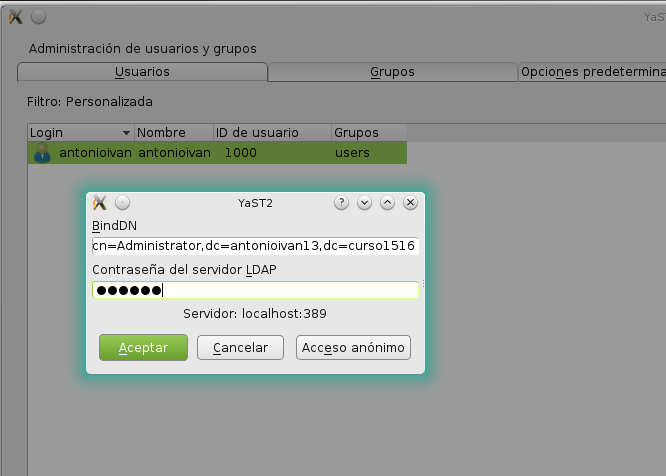 YaST2
Administración de usuarios y grupos
Usuarios Grupos Opciones predetermina
Filtro: Personalizada
Login Nombre ID de usuario Grupos
antonioivan antonioivan 1000 users
YaST2
BindDN
cn=Administrator,dc=antonioivan13,dc=curso1516
Contraseña del servidor LDAP
●●●●●●
Servidor: localhost:389
Aceptar Cancelar Acceso anónimo